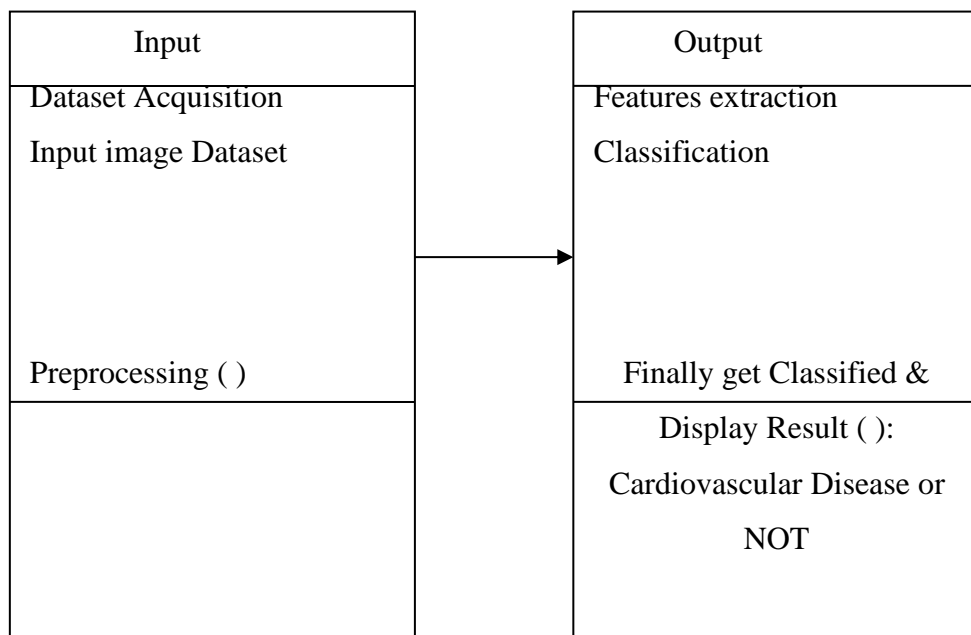 Input
Dataset Acquisition
Input image Dataset
Preprocessing ( )
Output
Features extraction
Classification
Finally get Classified &
Display Result ( ):
Cardiovascular Disease or
NOT